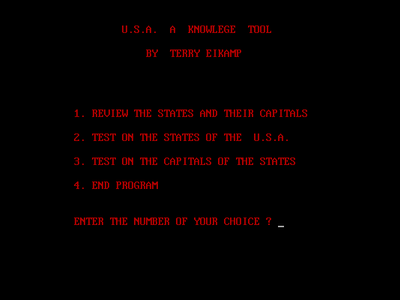 U.S.A. A KNOWLEGE TOOL
BY TERRY EIKAMP
1. REVIEW THE STATES AND THEIR CAPITALS
2. TEST ON THE STATES OF THE U.S.A.
3. TEST ON THE CAPITALS OF THE STATES
4. END PROGRAM
ENTER THE NUMBER OF YOUR CHOICE ? _